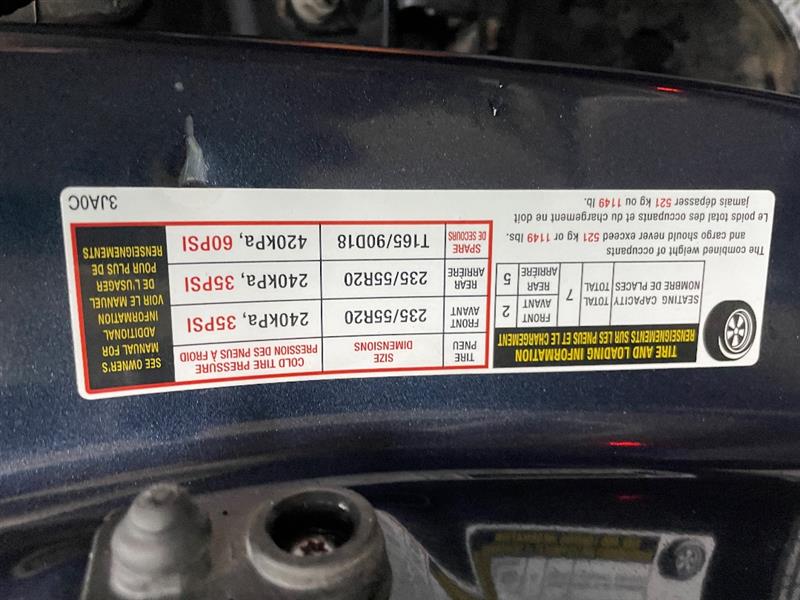 TIRE AND LOADING INFORMATION
RENSEIGNEMENTS SUR LES PNEUS ET LE CHARGEMENT
SEATING CAPACITY
NOMBRE DE PLACES
TOTAL
TOTAL
7
FRONT
AVANT
2
REAR
ARRIÈRE
5
The combined weight of occupants
and cargo should never exceed 521 kg or 1149 lbs.
Le poids total des occupants et du chargement ne doit
jamais dépasser 521 kg ou 1149 lb.
TIRE
PNEU
SIZE
DIMENSIONS
COLD TIRE PRESSURE
PRESSION DES PNEUS À FROID
FRONT
AVANT
235/55R20
240kPa, 35PSI
REAR
ARRIÈRE
235/55R20
240kPa, 35PSI
SPARE
DE SECOURS
T165/90D18
420kPa, 60PSI
SEE OWNER'S
MANUAL FOR
ADDITIONAL
INFORMATION
VOIR LE MANUEL
DE L'USAGER
POUR PLUS DE
RENSEIGNEMENTS
3JA0C